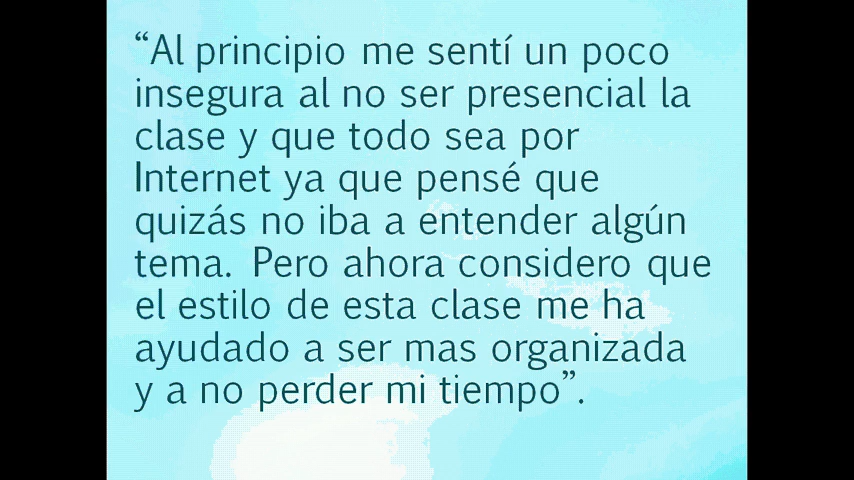 “Al principio me sentí un poco
insegura al no ser presencial la
clase y que todo sea por
Internet ya que pensé que
quizás no iba a entender algún
tema. Pero ahora considero que
el estilo de esta clase me ha
ayudado a ser mas organizada
y a no perder mi tiempo”.